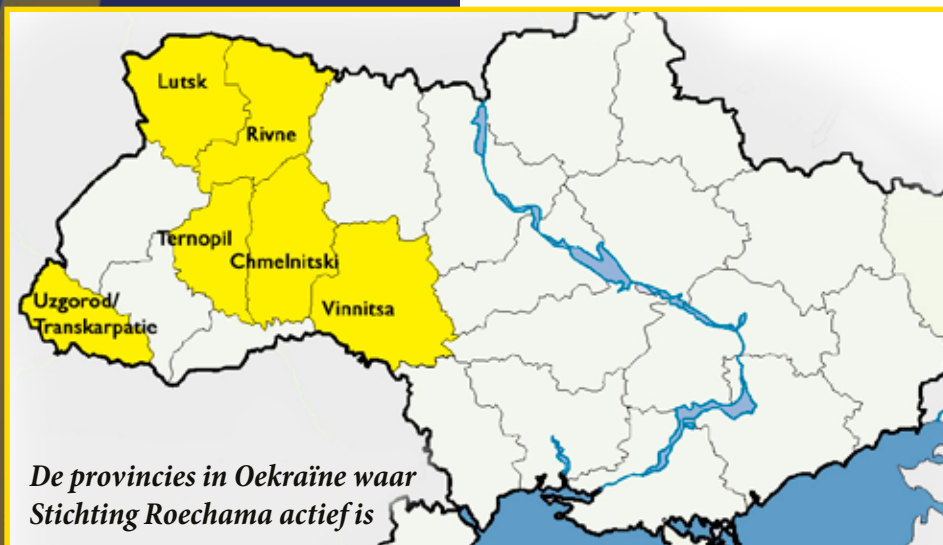 Lutsk
Rivne
Ternopil
Chmelnitski
Vinnitsa
Uzgorod/
Transkarpatie
De provincies in Oekraïne waar
Stichting Roechama actief is